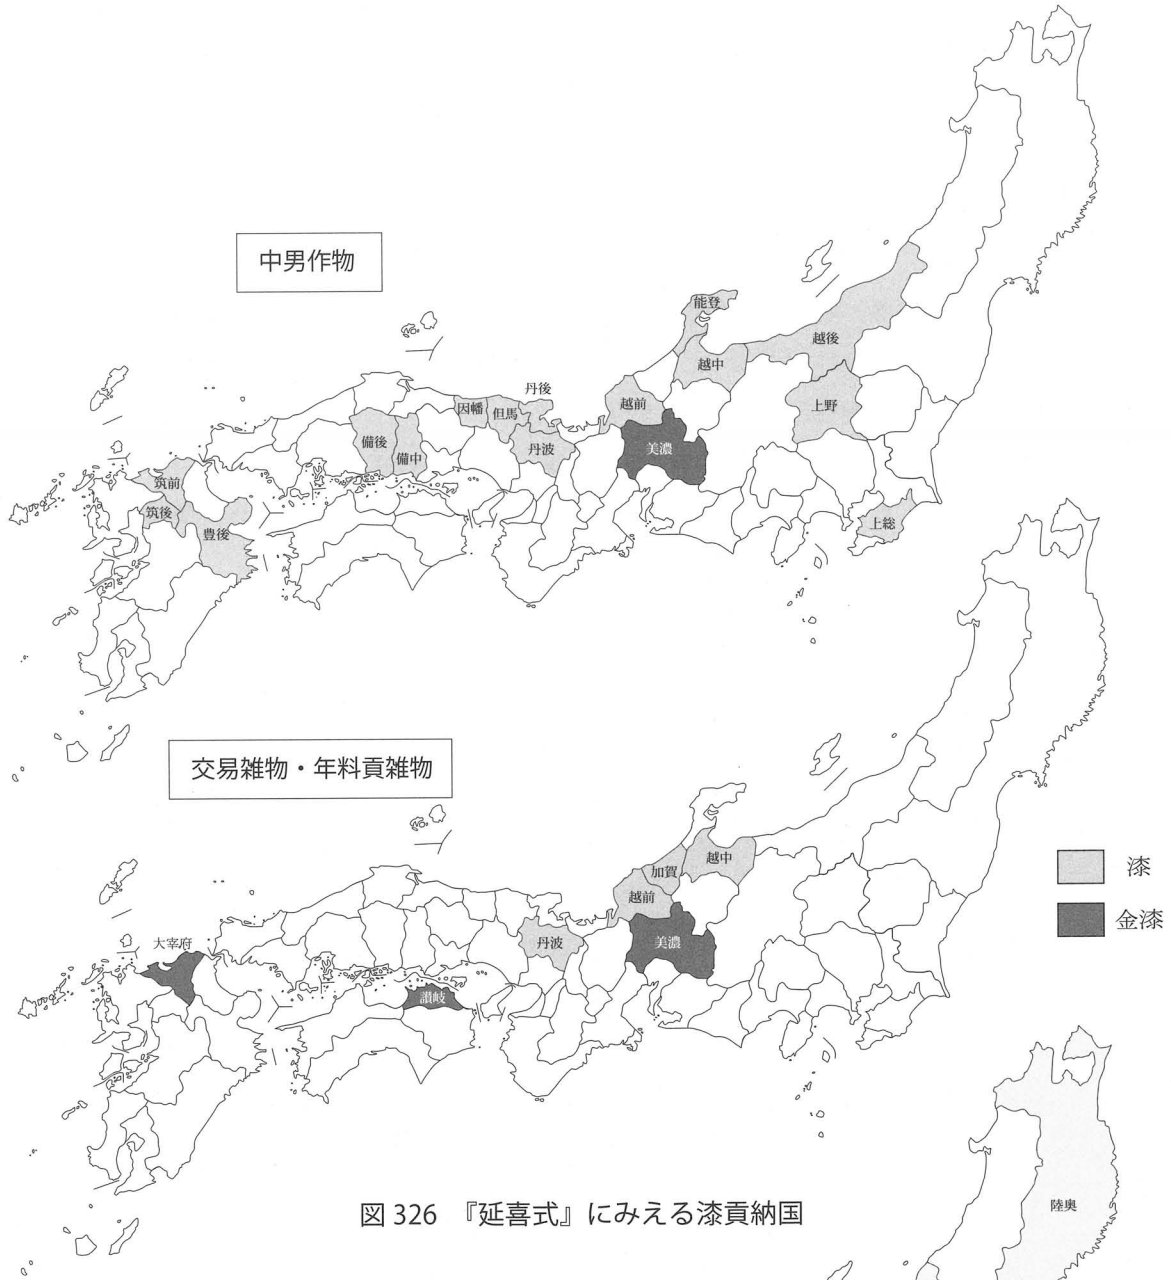 中男作物
能登
越後
越中
丹後
因幡
但馬
越前
上野
備後
備中
丹波
美濃
筑前
筑後
豊後
上総
交易雑物・年料貢雑物
加賀
越中
越前
漆
金漆
大宰府
丹波
美濃
讃岐
図 326 『延喜式』にみえる漆貢納国
陸奥